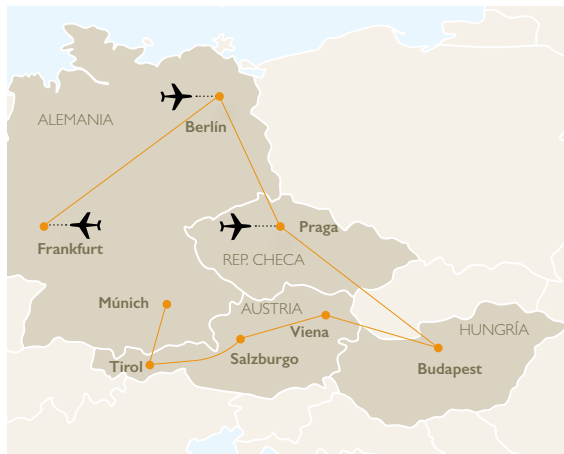 ALEMANIA
Berlín
Frankfurt
Praga
REP. CHECA
Múnich
AUSTRIA
Viena
HUNGRÍA
Tirol
Salzburgo
Budapest